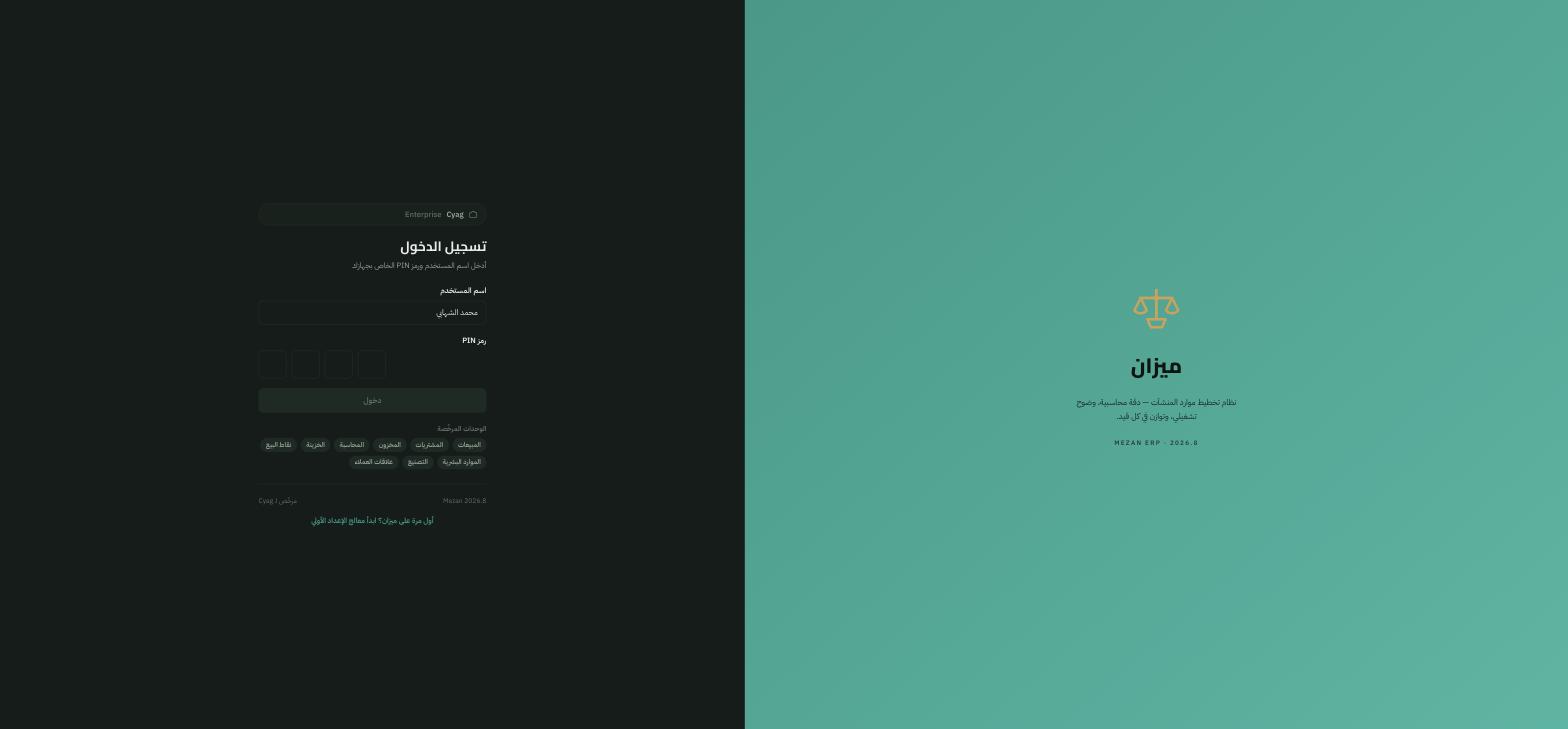 ميزان
نظام تخطيط موارد المنشآت — دقة محاسبية، وضوح
تشغيلي، وتوازن في كل قيد.
MEZAN ERP · 2026.8
Cyag Enterprise
تسجيل الدخول
أدخل اسم المستخدم ورمز PIN الخاص بجهازك
اسم المستخدم
محمد الشهابي
رمز PIN
دخول
الوحدات المرخّصة
المبيعات المشتريات المخزون المحاسبة الخزينة نقاط البيع
الموارد البشرية التصنيع علاقات العملاء
Mezan 2026.8 مرخّص لـ Cyag
أول مرة على ميزان؟ ابدأ معالج الإعداد الأولي